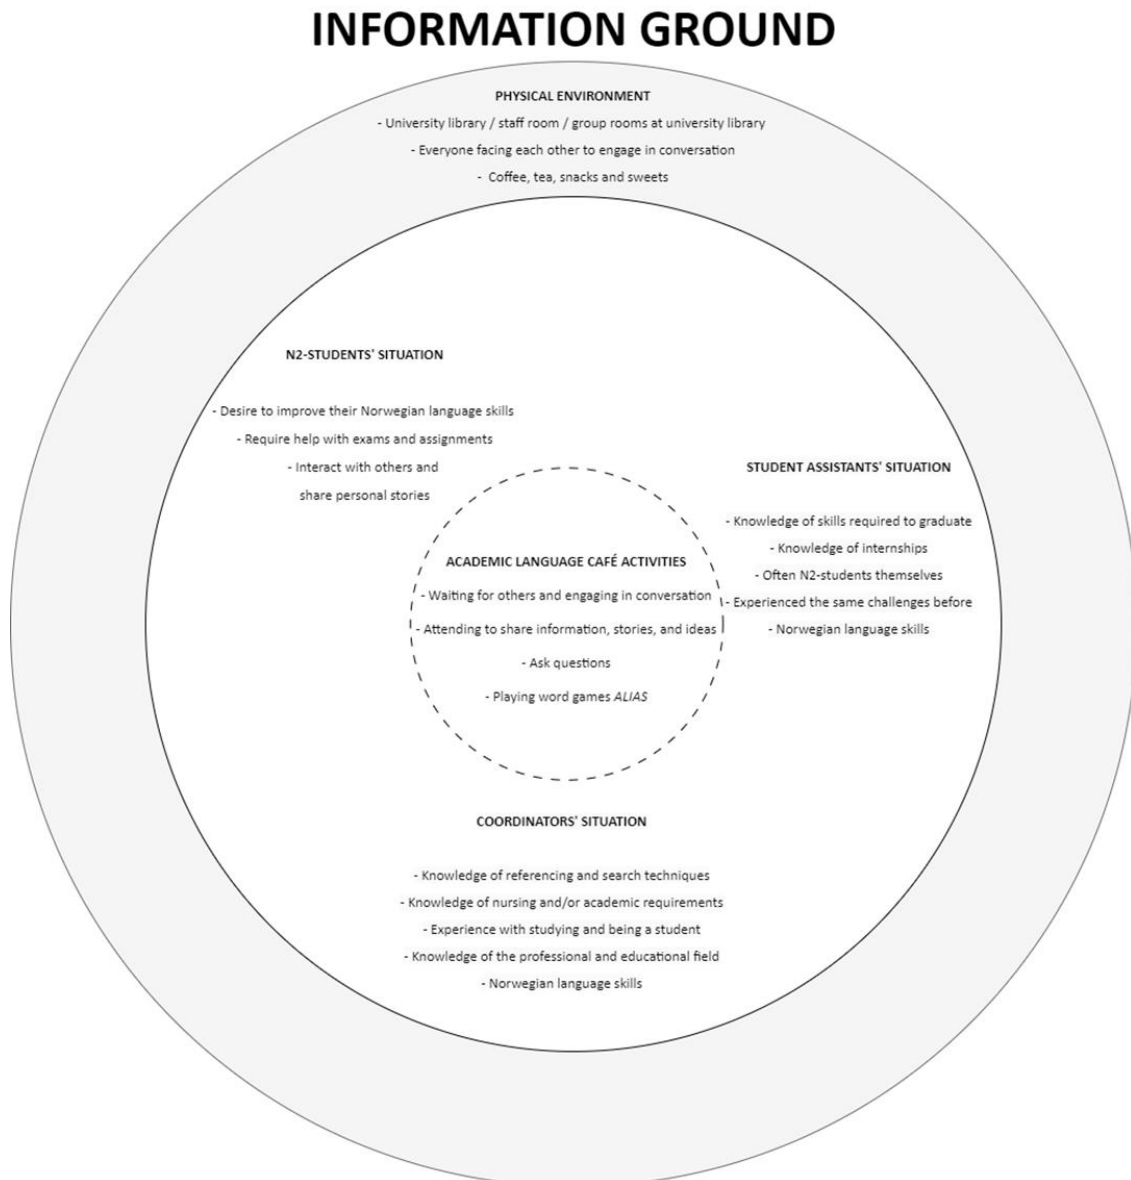 INFORMATION GROUND
PHYSICAL ENVIRONMENT
- University library / staff room / group rooms at university library
- Everyone facing each other to engage in conversation
- Coffee, tea, snacks and sweets
N2-STUDENTS' SITUATION
- Desire to improve their Norwegian language skills
- Require help with exams and assignments
- Interact with others and
share personal stories
STUDENT ASSISTANTS' SITUATION
- Knowledge of skills required to graduate
- Knowledge of internships
- Often N2-students themselves
- Experienced the same challenges before
- Norwegian language skills
ACADEMIC LANGUAGE CAFÉ ACTIVITIES
- Waiting for others and engaging in conversation
- Attending to share information, stories, and ideas
- Ask questions
- Playing word games ALIAS
COORDINATORS' SITUATION
- Knowledge of referencing and search techniques
- Knowledge of nursing and/or academic requirements
- Experience with studying and being a student
- Knowledge of the professional and educational field
- Norwegian language skills